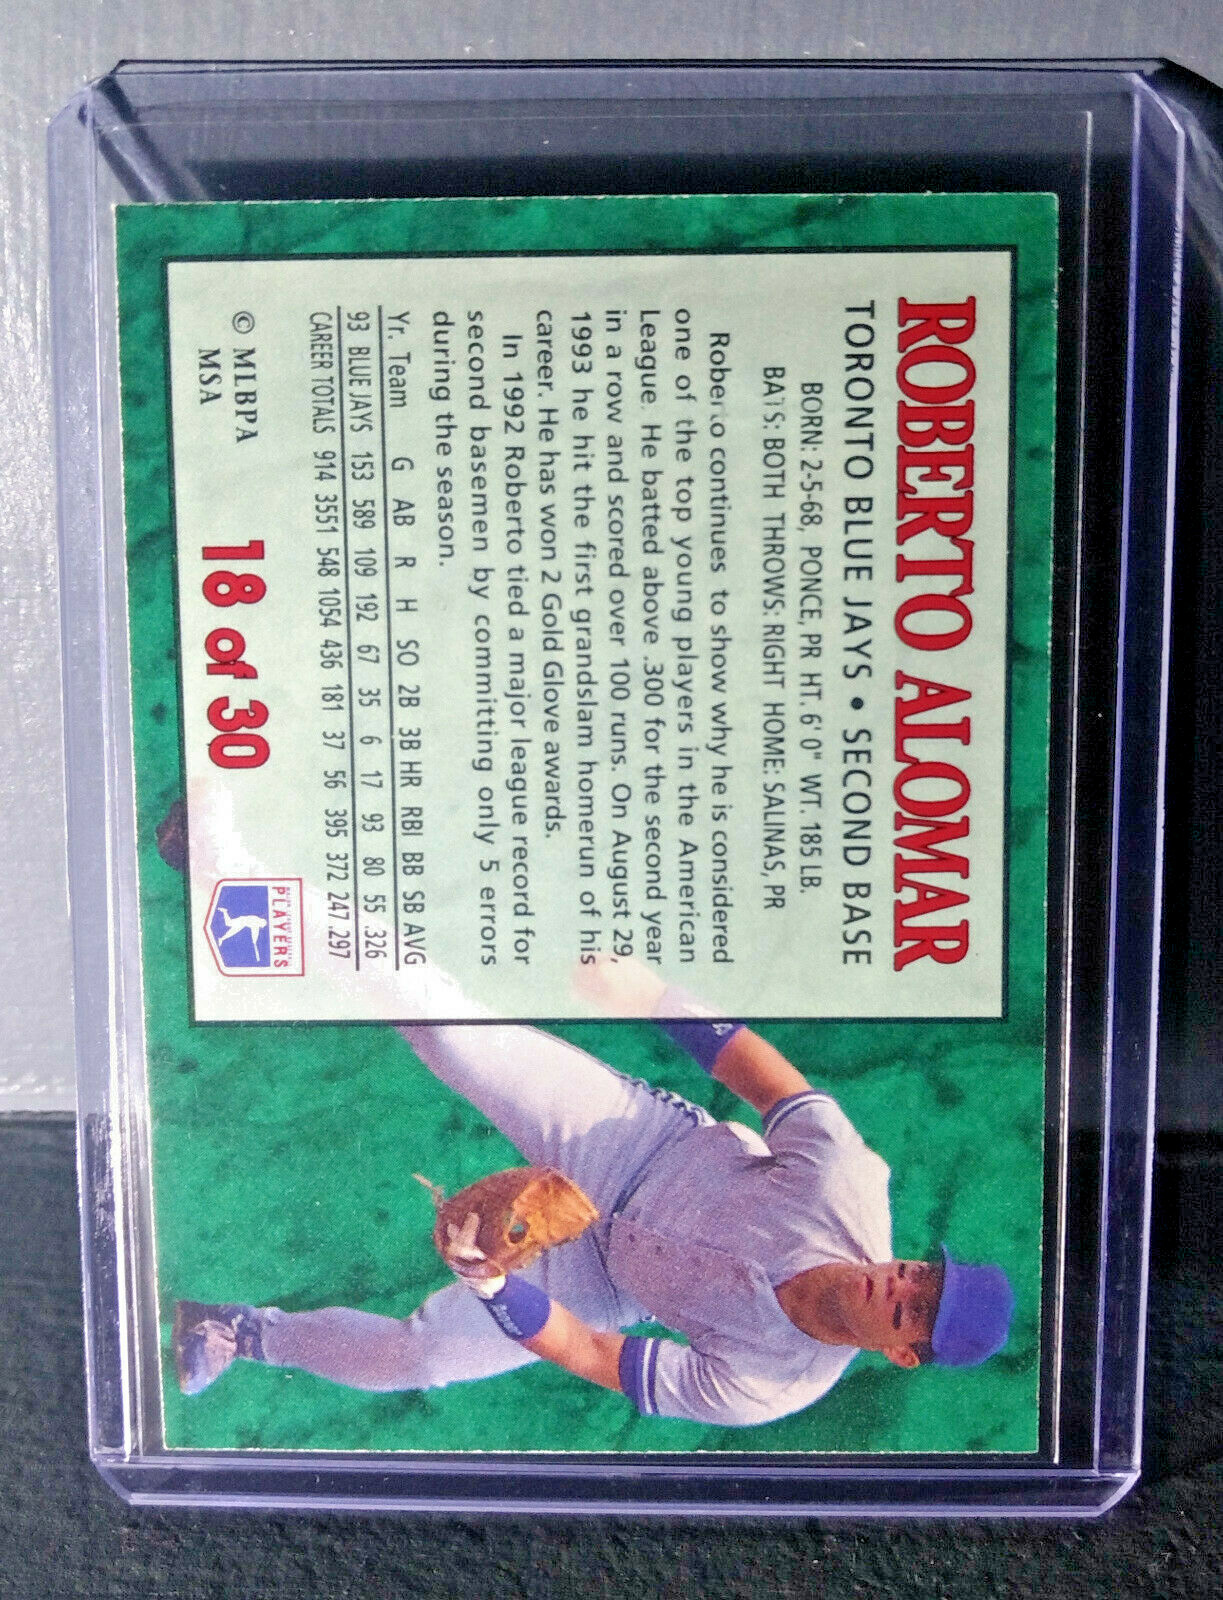 ROBERTO ALOMAR
TORONTO BLUE JAYS • SECOND BASE
BORN: 2-5-68, PONCE, PR HT. 6' 0" WT. 185 LB.
BATS: BOTH THROWS: RIGHT HOME: SALINAS, PR
Roberto continues to show why he is considered
one of the top young players in the American
League. He batted above .300 for the second year
in a row and scored over 100 runs. On August 29,
1993 he hit the first grandslam homerun of his
career. He has won 2 Gold Glove awards.
In 1992 Roberto tied a major league record for
second basemen by committing only 5 errors
during the season.
Yr. Team G AB R H SO 2B 3B HR RBI BB SB AVG
93 BLUE JAYS 153 589 109 192 67 35 6 17 93 80 55 .326
CAREER TOTALS 914 3551 548 1054 436 181 37 56 395 372 247 .297
© MLBPA
MSA
18 of 30
PLAYERS